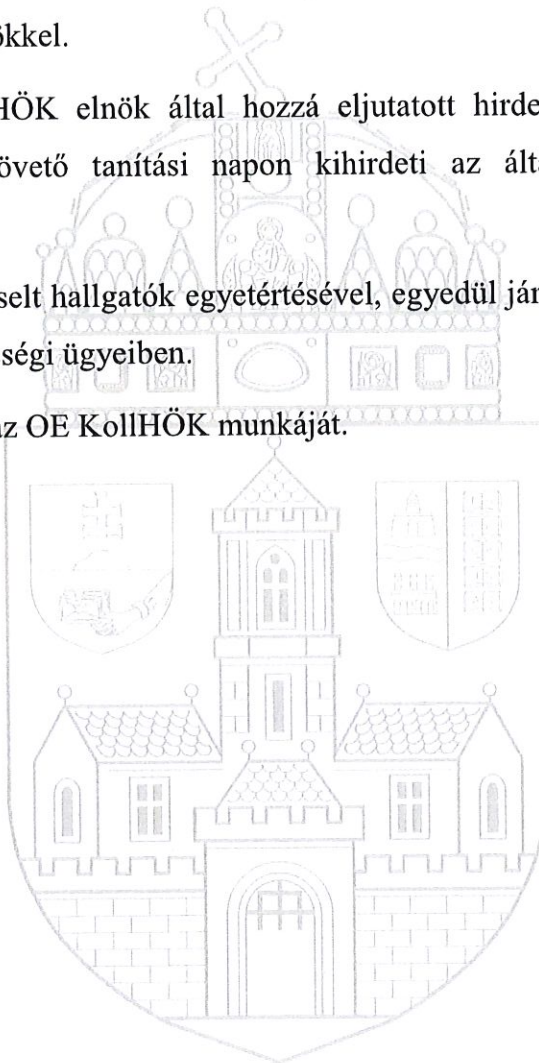 ökkel.
HÖK elnök által hozzá eljutatott hirde
övető tanítási napon kihirdeti az álta
selt hallgatók egyetértésével, egyedül jár
ségi ügyeiben.
az OE KollHÖK munkáját.